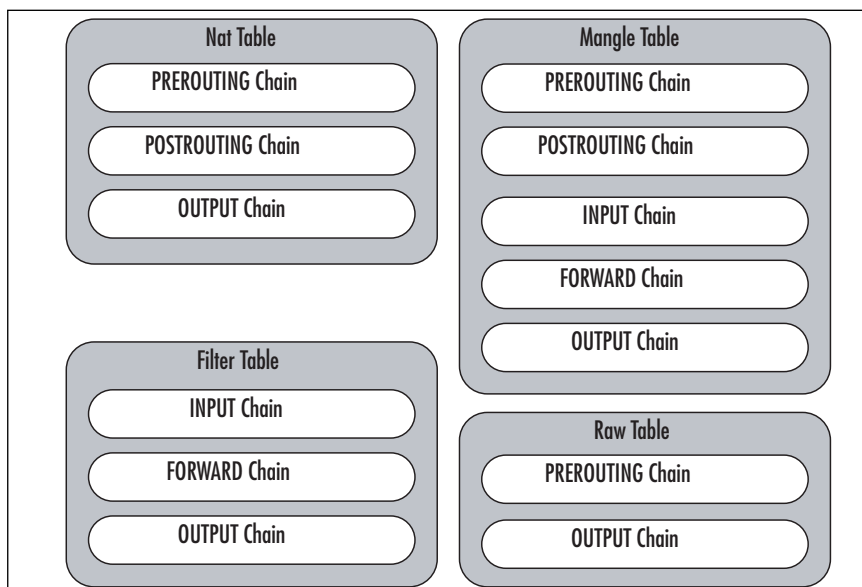 Nat Table
PREROUTING Chain
POSTROUTING Chain
OUTPUT Chain
Mangle Table
PREROUTING Chain
POSTROUTING Chain
INPUT Chain
FORWARD Chain
OUTPUT Chain
Filter Table
INPUT Chain
FORWARD Chain
OUTPUT Chain
Raw Table
PREROUTING Chain
OUTPUT Chain